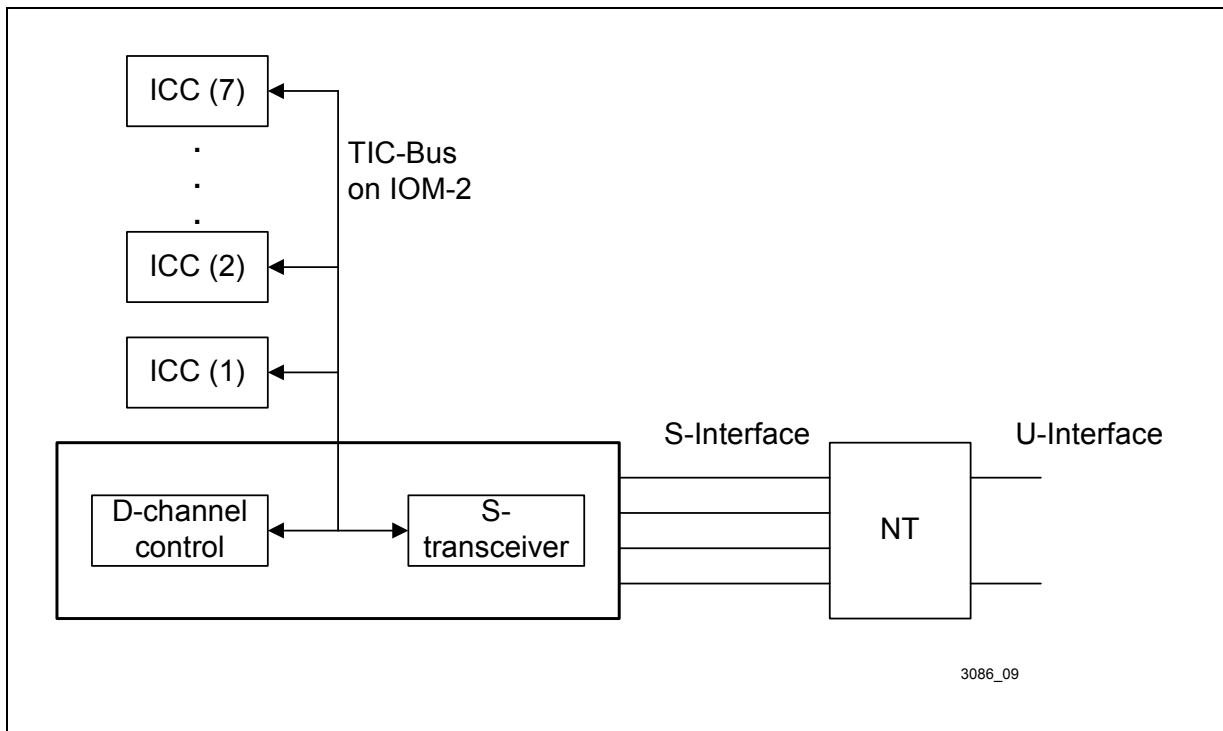 ICC (7)
.
.
.
TIC-Bus
on IOM-2
ICC (2)
ICC (1)
S-Interface
U-Interface
D-channel
control
S-
transceiver
NT
3086_09